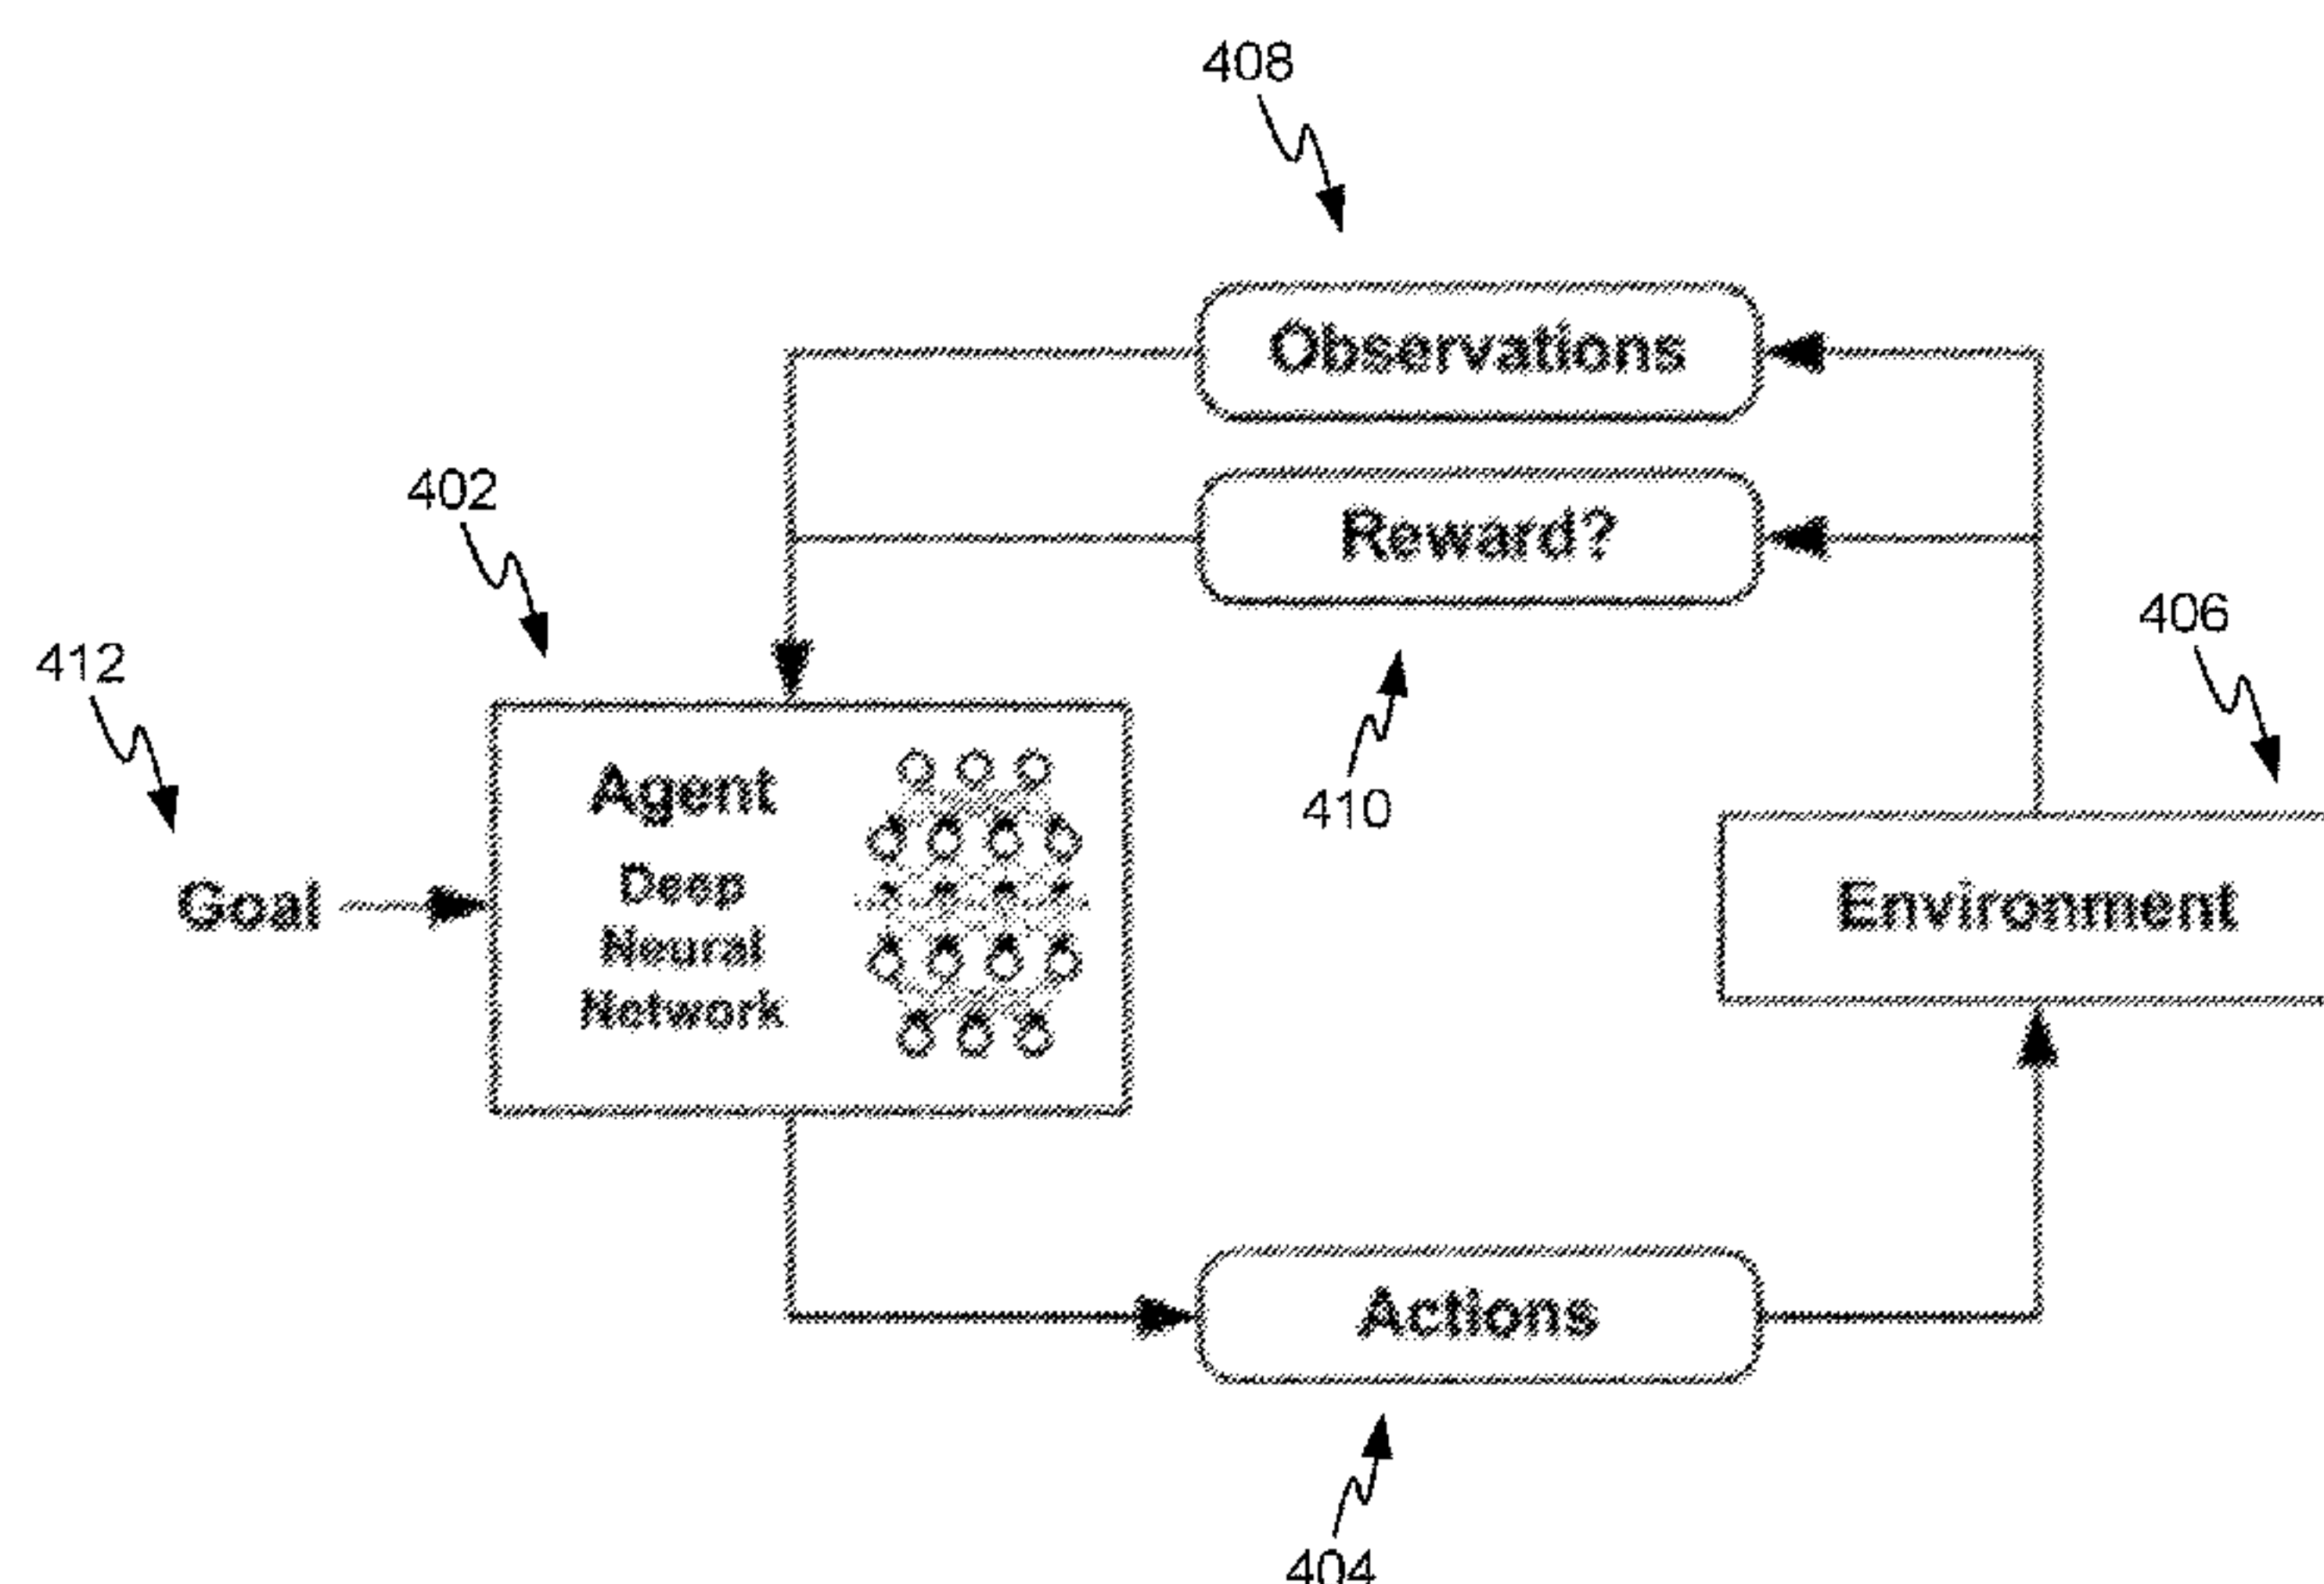 408
Observations
402
Reward?
406
412
410
Agent
Deep
Neural
Network
Goal
Environment
Actions
404